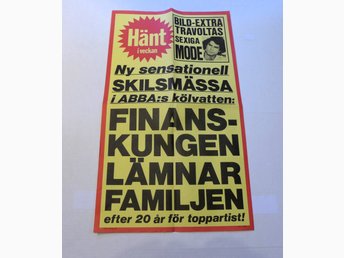 Hänt
i veckan
BILD-EXTRA
TRAVOLTAS
SEXIGA
MODE
Ny sensationell
SKILSMÄSSA
i ABBA:s kölvatten:
FINANS-
KUNGEN
LÄMNAR
FAMILJEN
efter 20 år för toppartist!